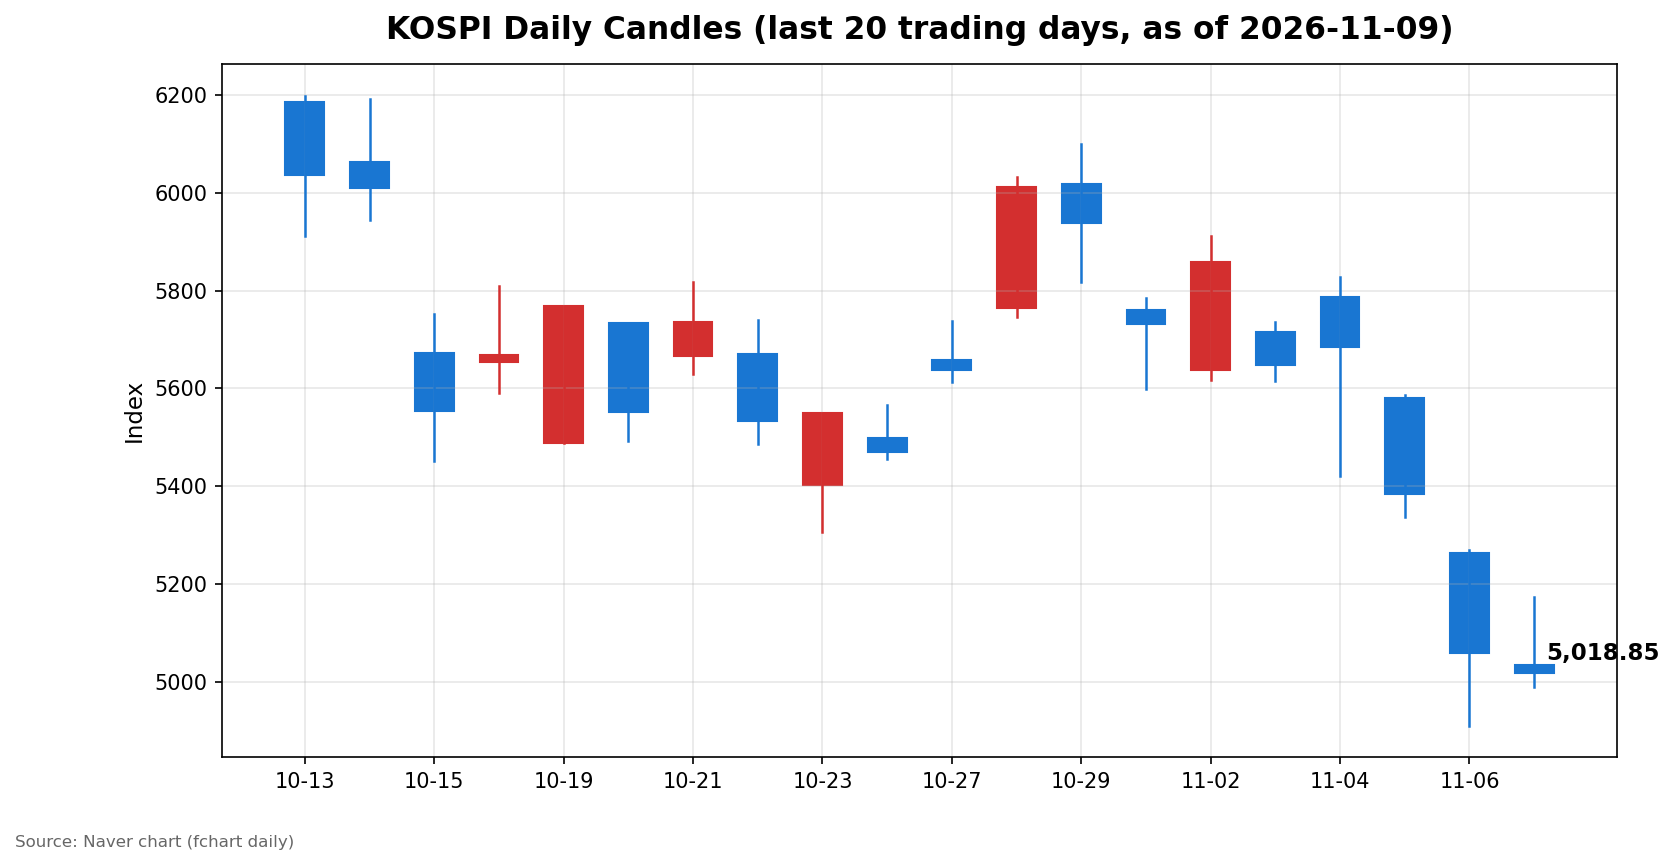 KOSPI Daily Candles (last 20 trading days, as of 2026-11-09)
Index
6200
6000
5800
5600
5400
5200
5000
5,018.85
10-13 10-15 10-19 10-21 10-23 10-27 10-29 11-02 11-04 11-06
Source: Naver chart (fchart daily)